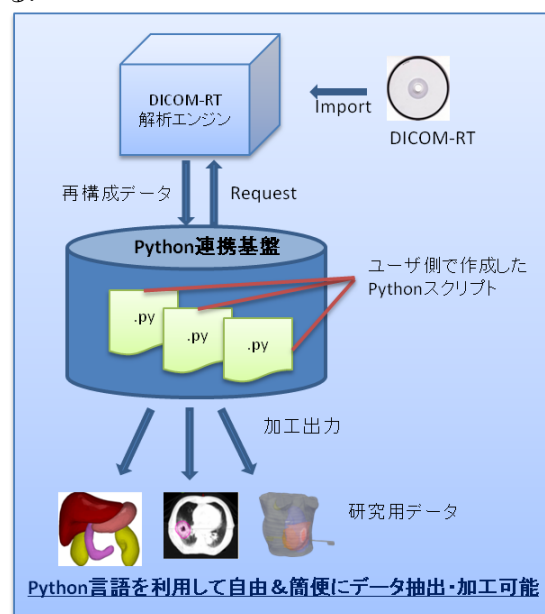 DICOM-RT
解析エンジン
Import
DICOM-RT
再構成データ
Request
Python連携基盤
ユーザ側で作成した
Pythonスクリプト
.py
.py
.py
加工出力
研究用データ
Python言語を利用して自由&簡便にデータ抽出・加工可能